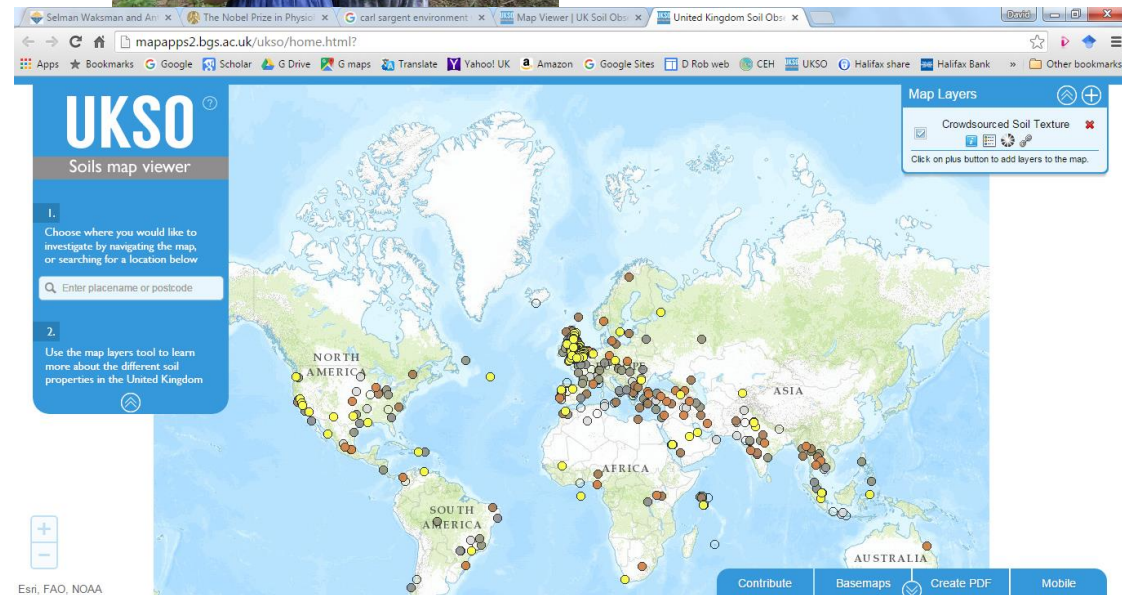 Selman Waksman and An
The Nobel Prize in Physiol
carl sargent environment
Map Viewer | UK Soil Obs
United Kingdom Soil Obs
David
mapapps2.bgs.ac.uk/ukso/home.html?
Apps Bookmarks Google Scholar G Drive G maps Translate Yahoo! UK Amazon Google Sites D Rob web CEH UKSO Halifax share Halifax Bank » Other bookmarks
UKSO
?
Soils map viewer
1.
Choose where you would like to
investigate by navigating the map,
or searching for a location below
Enter placename or postcode
2.
Use the map layers tool to learn
more about the different soil
properties in the United Kingdom
Map Layers
Crowdsourced Soil Texture
Click on plus button to add layers to the map.
NORTH
AMERICA
ASIA
AFRICA
SOUTH
AMERICA
AUSTRALIA
+
−
Esri, FAO, NOAA
Contribute
Basemaps
Create PDF
Mobile